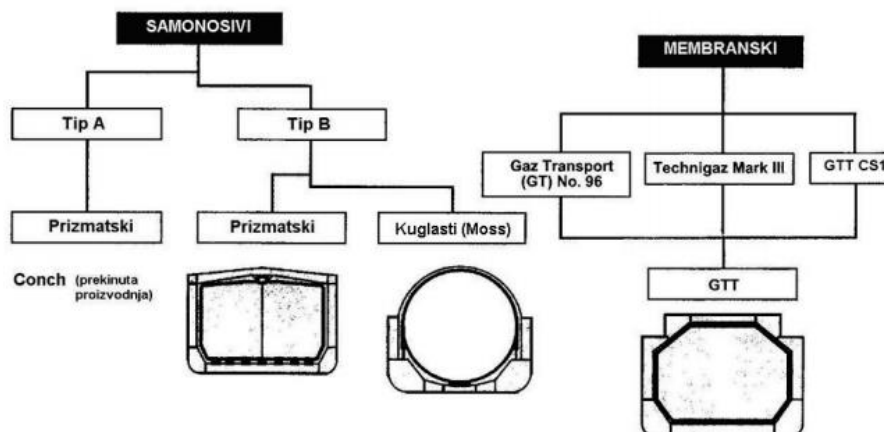 SAMONOSIVI
MEMBRANSKI
Tip A
Tip B
Gaz Transport
(GT) No. 96
Technigaz Mark III
GTT CS1
Prizmatski
Prizmatski
Kuglasti (Moss)
Conch (prekinuta
proizvodnja)
GTT